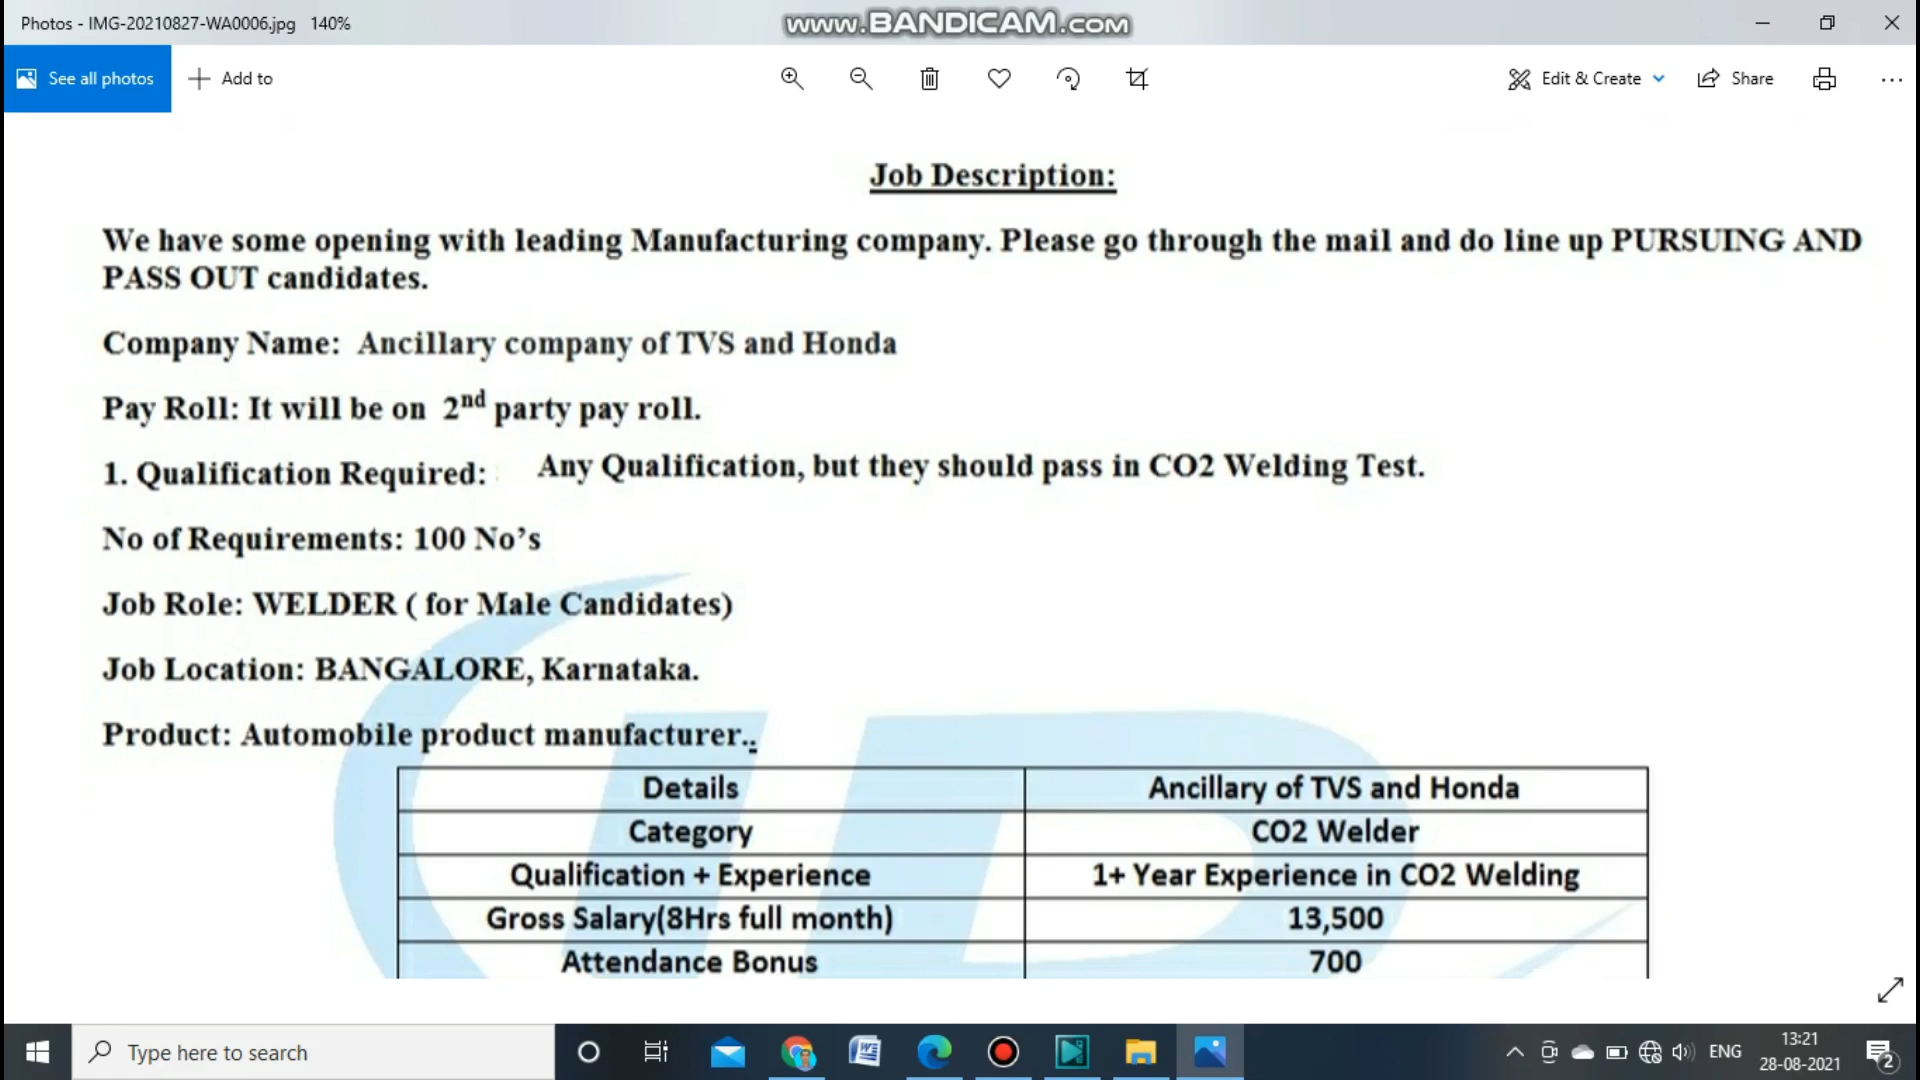 Photos - IMG-20210827-WA0006.jpg 140%
www.BANDICAM.com
See all photos
Add to
Edit & Create
Share
Job Description:
We have some opening with leading Manufacturing company. Please go through the mail and do line up PURSUING AND
PASS OUT candidates.
Company Name: Ancillary company of TVS and Honda
Pay Roll: It will be on 2nd party pay roll.
1. Qualification Required: Any Qualification, but they should pass in CO2 Welding Test.
No of Requirements: 100 No’s
Job Role: WELDER ( for Male Candidates)
Job Location: BANGALORE, Karnataka.
Product: Automobile product manufacturer..
Details Ancillary of TVS and Honda
Category CO2 Welder
Qualification + Experience 1+ Year Experience in CO2 Welding
Gross Salary(8Hrs full month) 13,500
Attendance Bonus 700
Type here to search
ENG
13:21
28-08-2021
2